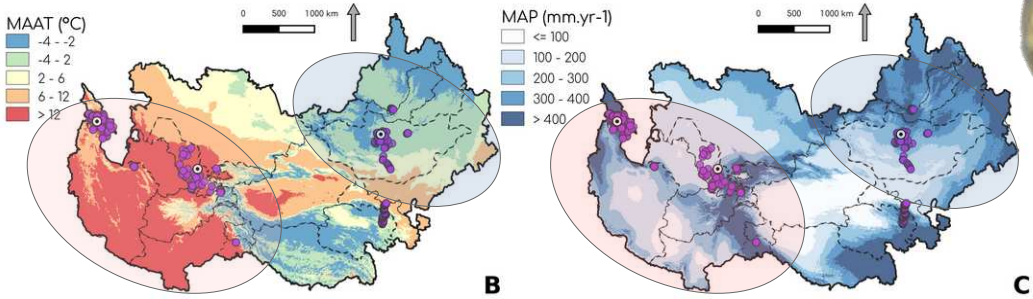 MAAT (°C)
-4 - -2
-4 - 2
2 - 6
6 - 12
> 12
0 500 1000 km
B
MAP (mm.yr-1)
<= 100
100 - 200
200 - 300
300 - 400
> 400
0 500 1000 km
C